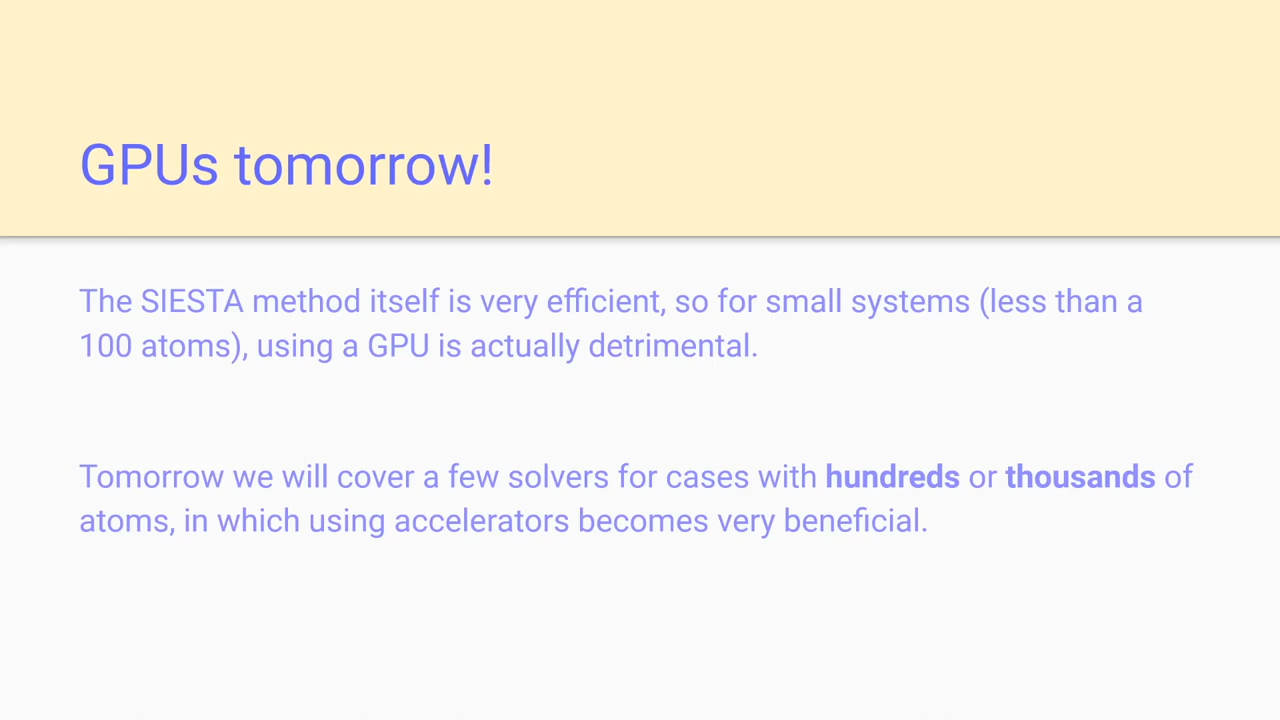 GPUs tomorrow!
The SIESTA method itself is very efficient, so for small systems (less than a
100 atoms), using a GPU is actually detrimental.
Tomorrow we will cover a few solvers for cases with hundreds or thousands of
atoms, in which using accelerators becomes very beneficial.